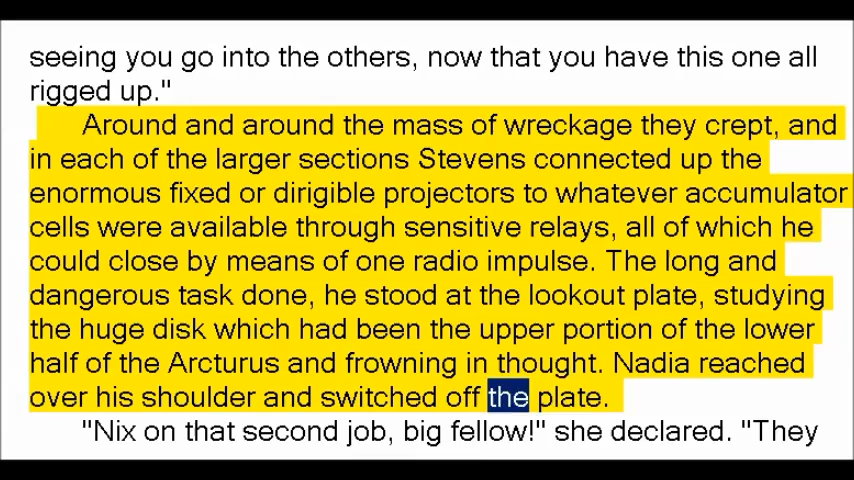 seeing you go into the others, now that you have this one all
rigged up."
Around and around the mass of wreckage they crept, and
in each of the larger sections Stevens connected up the
enormous fixed or dirigible projectors to whatever accumulator
cells were available through sensitive relays, all of which he
could close by means of one radio impulse. The long and
dangerous task done, he stood at the lookout plate, studying
the huge disk which had been the upper portion of the lower
half of the Arcturus and frowning in thought. Nadia reached
over his shoulder and switched off the plate.
"Nix on that second job, big fellow!" she declared. "They